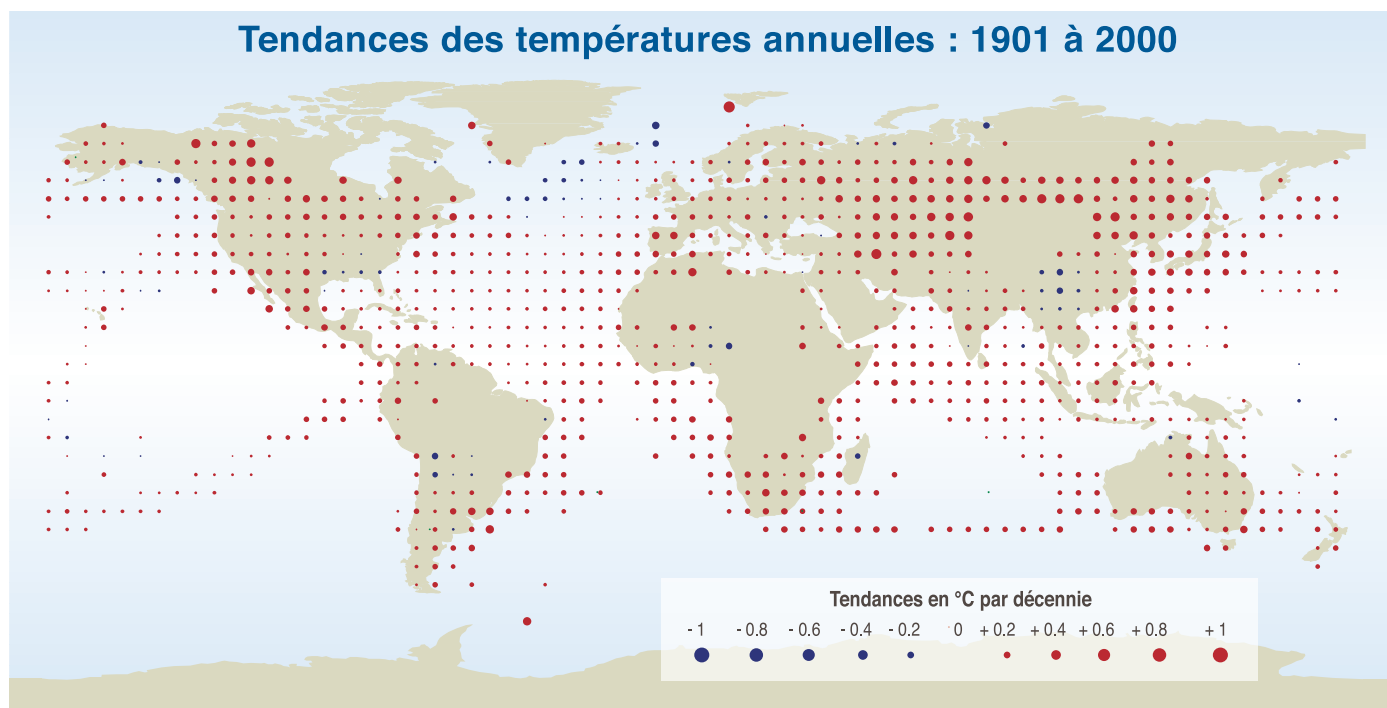 Tendances des températures annuelles : 1901 à 2000
Tendances en °C par décennie
- 1 - 0.8 - 0.6 - 0.4 - 0.2 0 + 0.2 + 0.4 + 0.6 + 0.8 + 1